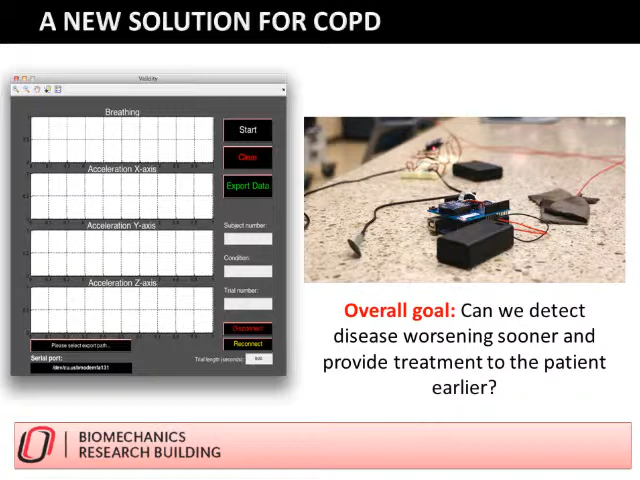 A NEW SOLUTION FOR COPD
Validity
Breathing
Start
Clear
Acceleration X-axis
Export Data
Acceleration Y-axis
Subject number:
Condition:
Acceleration Z-axis
Trial number:
Disconnect
Please select export path...
Reconnect
Serial port:
Trial length (seconds):
Overall goal: Can we detect
disease worsening sooner and
provide treatment to the patient
earlier?
BIOMECHANICS
RESEARCH BUILDING